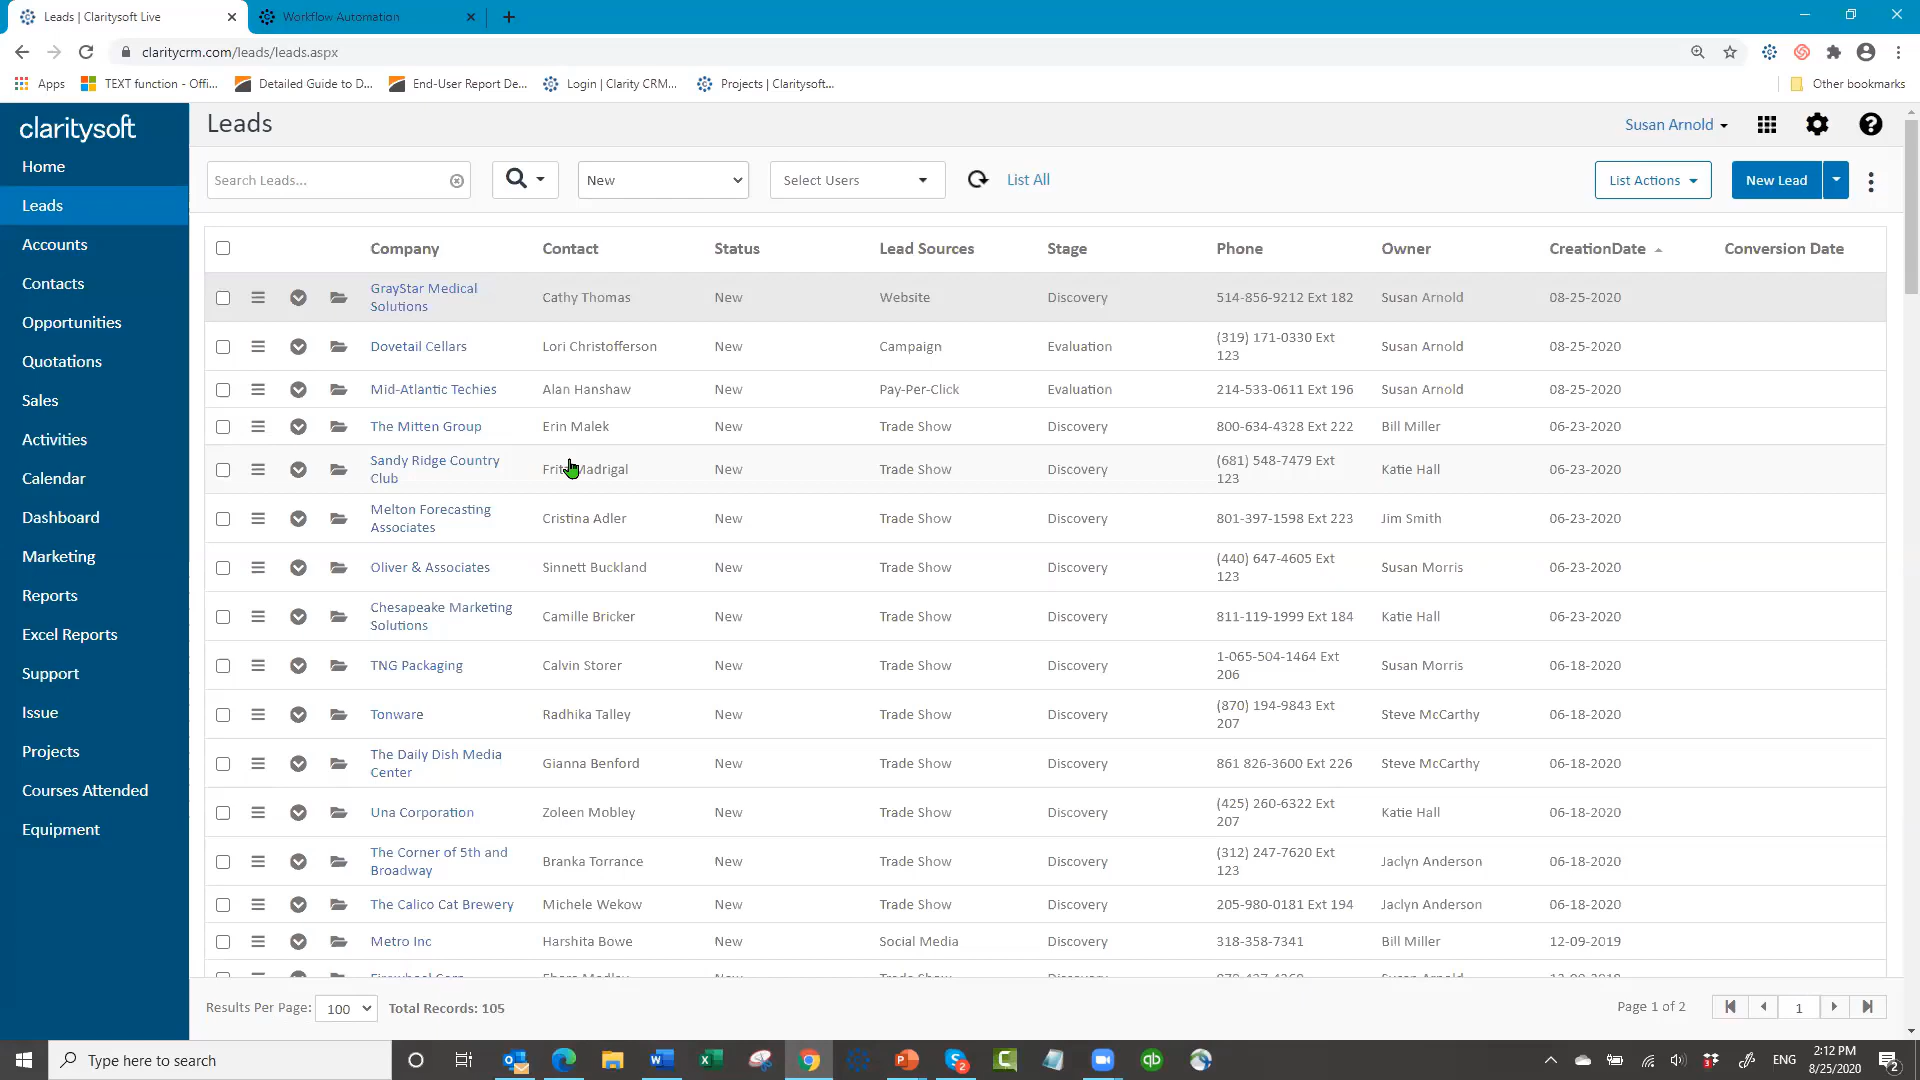 Leads | Claritysoft Live
Workflow Automation
claritycrm.com/leads/leads.aspx
Apps
TEXT function - Offi...
Detailed Guide to D...
End-User Report De...
Login | Clarity CRM...
Projects | Claritysoft...
Other bookmarks
claritysoft
Home
Leads
Accounts
Contacts
Opportunities
Quotations
Sales
Activities
Calendar
Dashboard
Marketing
Reports
Excel Reports
Support
Issue
Projects
Courses Attended
Equipment
Leads
Susan Arnold
Search Leads...
New
Select Users
List All
List Actions
New Lead
Company Contact Status Lead Sources Stage Phone Owner CreationDate Conversion Date
GrayStar Medical
Solutions
Cathy Thomas New Website Discovery 514-856-9212 Ext 182 Susan Arnold 08-25-2020
Dovetail Cellars Lori Christofferson New Campaign Evaluation (319) 171-0330 Ext
123
Susan Arnold 08-25-2020
Mid-Atlantic Techies Alan Hanshaw New Pay-Per-Click Evaluation 214-533-0611 Ext 196 Susan Arnold 08-25-2020
The Mitten Group Erin Malek New Trade Show Discovery 800-634-4328 Ext 222 Bill Miller 06-23-2020
Sandy Ridge Country
Club
Madrigal New Trade Show Discovery (681) 548-7479 Ext
123
Katie Hall 06-23-2020
Melton Forecasting
Associates
Cristina Adler New Trade Show Discovery 801-397-1598 Ext 223 Jim Smith 06-23-2020
Oliver & Associates Sinnett Buckland New Trade Show Discovery (440) 647-4605 Ext
123
Susan Morris 06-23-2020
Chesapeake Marketing
Solutions
Camille Bricker New Trade Show Discovery 811-119-1999 Ext 184 Katie Hall 06-23-2020
TNG Packaging Calvin Storer New Trade Show Discovery 1-065-504-1464 Ext
206
Susan Morris 06-18-2020
Tonware Radhika Talley New Trade Show Discovery (870) 194-9843 Ext
207
Steve McCarthy 06-18-2020
The Daily Dish Media
Center
Gianna Benford New Trade Show Discovery 861 826-3600 Ext 226 Steve McCarthy 06-18-2020
Una Corporation Zoleen Mobley New Trade Show Discovery (425) 260-6322 Ext
207
Katie Hall 06-18-2020
The Corner of 5th and
Broadway
Branka Torrance New Trade Show Discovery (312) 247-7620 Ext
123
Jaclyn Anderson 06-18-2020
The Calico Cat Brewery Michele Wekow New Trade Show Discovery 205-980-0181 Ext 194 Jaclyn Anderson 06-18-2020
Metro Inc Harshita Bowe New Social Media Discovery 318-358-7341 Bill Miller 12-09-2019
Results Per Page: 100 Total Records: 105
Page 1 of 2
1
Type here to search
ENG
2:12 PM
8/25/2020
2
2